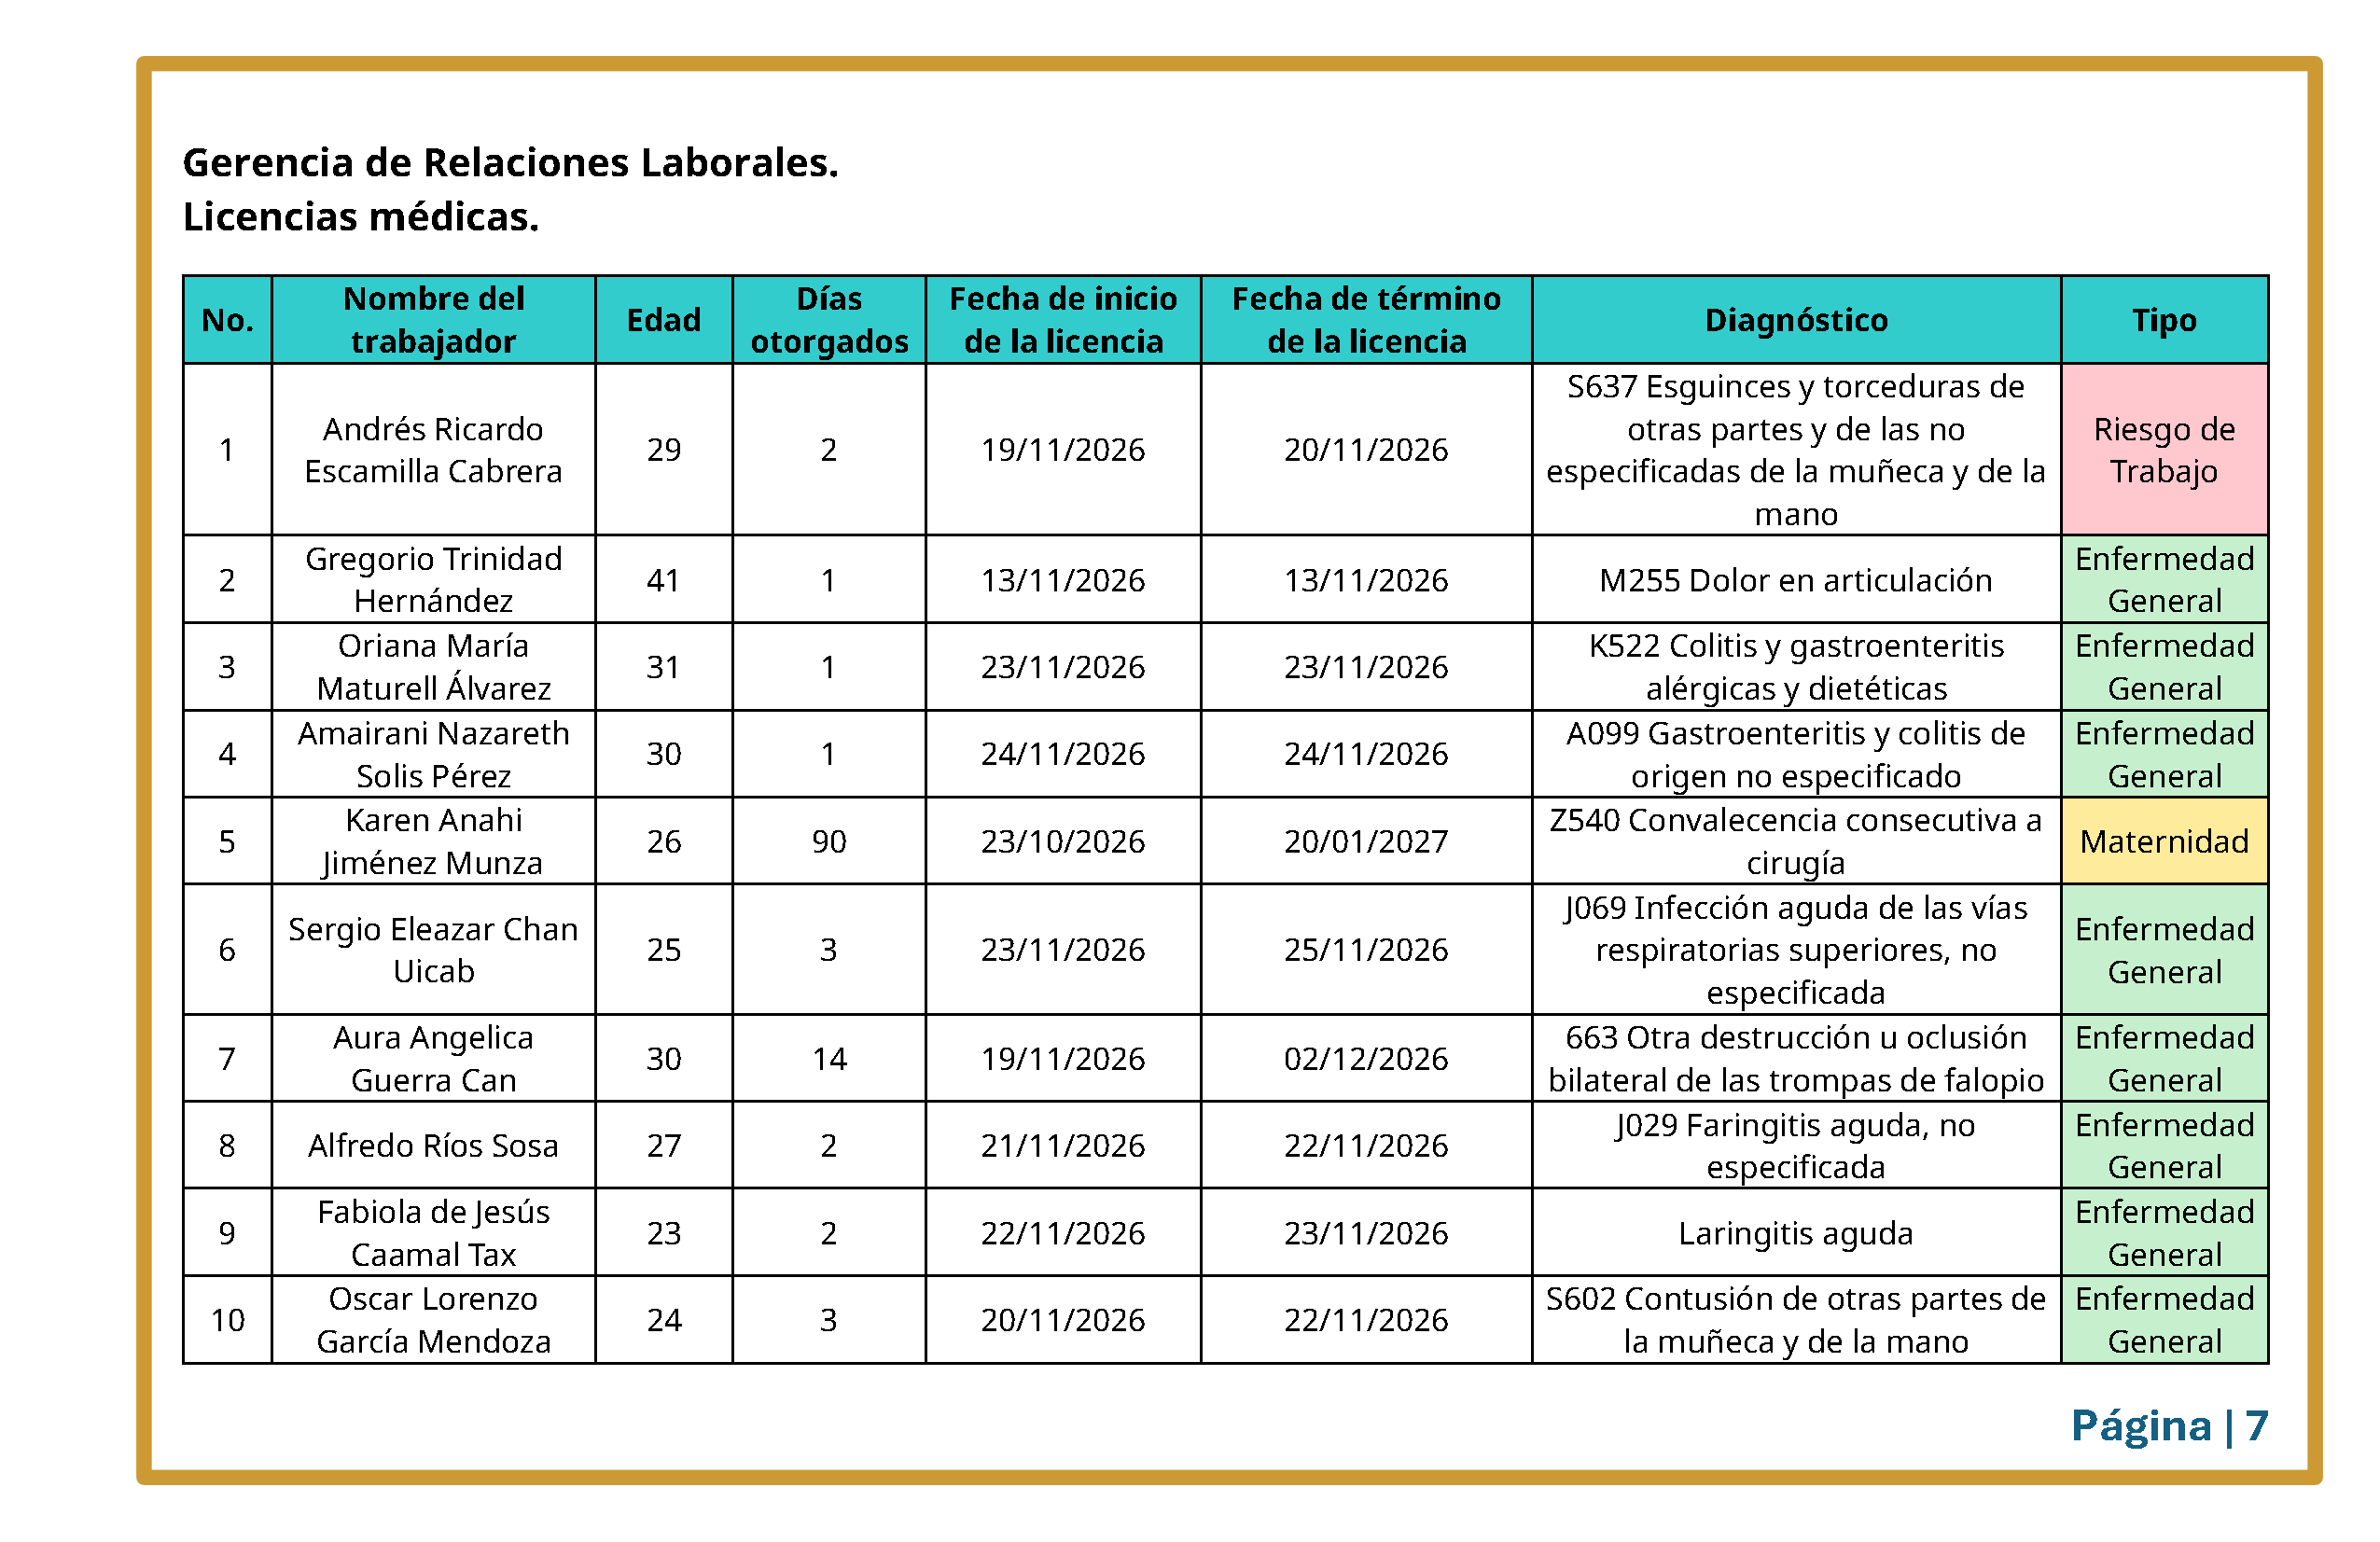 Gerencia de Relaciones Laborales.
Licencias médicas.
No.
Nombre del
trabajador
Edad
Días
otorgados
Fecha de inicio
de la licencia
Fecha de término
de la licencia
Diagnóstico
Tipo
1
Andrés Ricardo
Escamilla Cabrera
29
2
19/11/2026
20/11/2026
S637 Esguinces y torceduras de
otras partes y de las no
especificadas de la muñeca y de la
mano
Riesgo de
Trabajo
2
Gregorio Trinidad
Hernández
41
1
13/11/2026
13/11/2026
M255 Dolor en articulación
Enfermedad
General
3
Oriana María
Maturell Álvarez
31
1
23/11/2026
23/11/2026
K522 Colitis y gastroenteritis
alérgicas y dietéticas
Enfermedad
General
4
Amairani Nazareth
Solis Pérez
30
1
24/11/2026
24/11/2026
A099 Gastroenteritis y colitis de
origen no especificado
Enfermedad
General
5
Karen Anahi
Jiménez Munza
26
90
23/10/2026
20/01/2027
Z540 Convalecencia consecutiva a
cirugía
Maternidad
6
Sergio Eleazar Chan
Uicab
25
3
23/11/2026
25/11/2026
J069 Infección aguda de las vías
respiratorias superiores, no
especificada
Enfermedad
General
7
Aura Angelica
Guerra Can
30
14
19/11/2026
02/12/2026
663 Otra destrucción u oclusión
bilateral de las trompas de falopio
Enfermedad
General
8
Alfredo Ríos Sosa
27
2
21/11/2026
22/11/2026
J029 Faringitis aguda, no
especificada
Enfermedad
General
9
Fabiola de Jesús
Caamal Tax
23
2
22/11/2026
23/11/2026
Laringitis aguda
Enfermedad
General
10
Oscar Lorenzo
García Mendoza
24
3
20/11/2026
22/11/2026
S602 Contusión de otras partes de
la muñeca y de la mano
Enfermedad
General
Página | 7